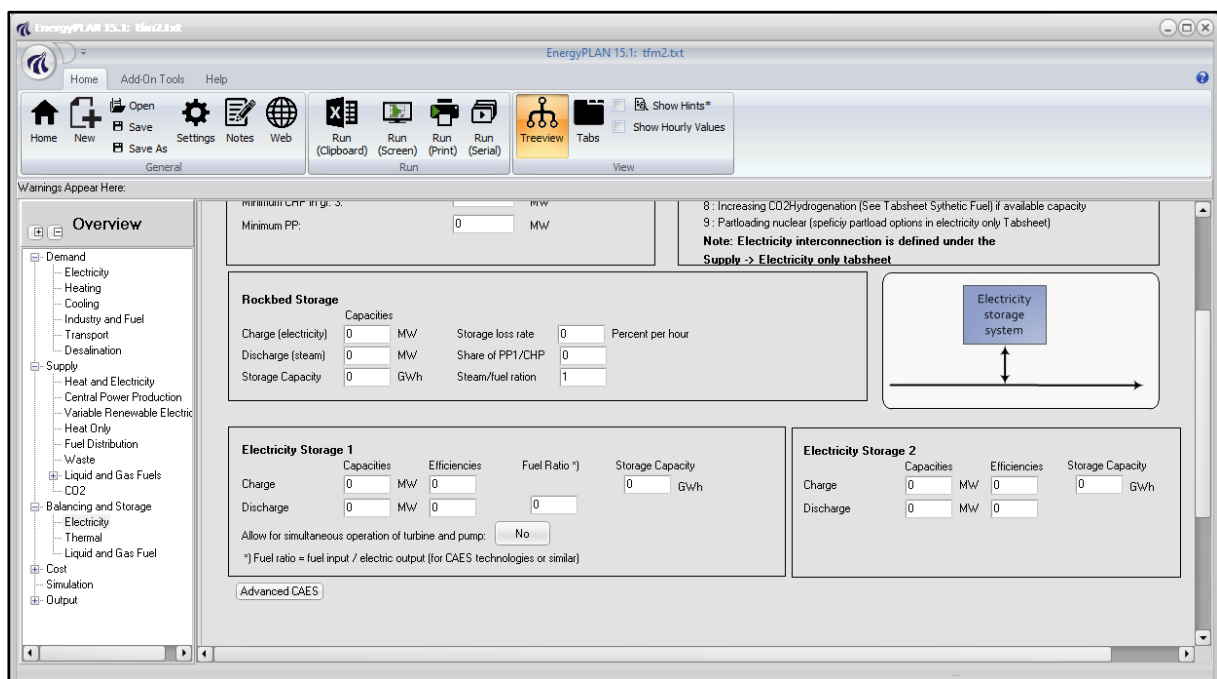 EnergyPLAN 15.1: tfm2.txt
EnergyPLAN 15.1: tfm2.txt
Home Add-On Tools Help
Home New Open Save Save As Settings Notes Web
General
Run (Clipboard) Run (Screen) Run (Print) Run (Serial)
Run
Treeview Tabs Show Hints* Show Hourly Values
View
Warnings Appear Here:
Overview
Demand
Electricity
Heating
Cooling
Industry and Fuel
Transport
Desalination
Supply
Heat and Electricity
Central Power Production
Variable Renewable Electric
Heat Only
Fuel Distribution
Waste
Liquid and Gas Fuels
CO2
Balancing and Storage
Electricity
Thermal
Liquid and Gas Fuel
Cost
Simulation
Output
Minimum CHP in gr. 3: MW
Minimum PP: 0 MW
8 : Increasing CO2Hydrogenation (See Tabsheet Sythetic Fuel) if available capacity
9 : Partloading nuclear (speficiy partload options in electricity only Tabsheet)
Note: Electricity interconnection is defined under the
Supply -> Electricity only tabsheet
Rockbed Storage
Capacities
Charge (electricity) 0 MW Storage loss rate 0 Percent per hour
Discharge (steam) 0 MW Share of PP1/CHP 0
Storage Capacity 0 GWh Steam/fuel ration 1
Electricity
storage
system
Electricity Storage 1
Capacities Efficiencies Fuel Ratio *) Storage Capacity
Charge 0 MW 0 0 GWh
Discharge 0 MW 0 0
Allow for simultaneous operation of turbine and pump: No
*) Fuel ratio = fuel input / electric output (for CAES technologies or similar)
Electricity Storage 2
Capacities Efficiencies Storage Capacity
Charge 0 MW 0 0 GWh
Discharge 0 MW 0
Advanced CAES